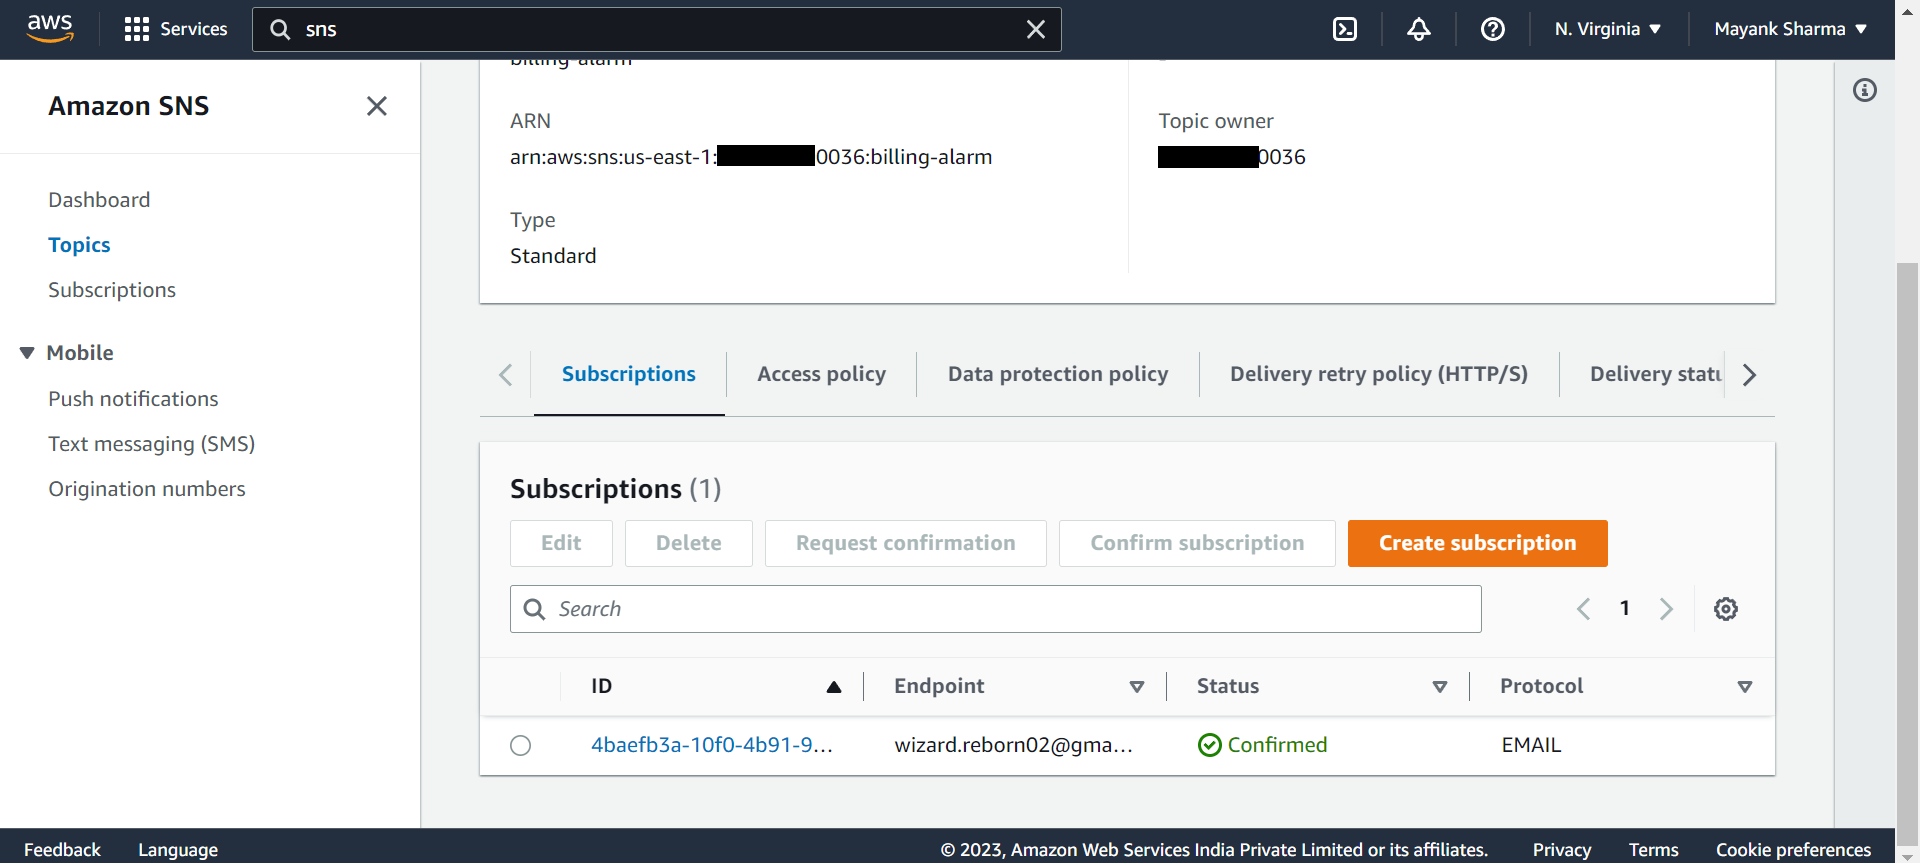 aws Services sns N. Virginia Mayank Sharma
Amazon SNS
Dashboard
Topics
Subscriptions
Mobile
Push notifications
Text messaging (SMS)
Origination numbers
billing-alarm
ARN
arn:aws:sns:us-east-1: 0036:billing-alarm
Topic owner
0036
Type
Standard
Subscriptions Access policy Data protection policy Delivery retry policy (HTTP/S) Delivery statu
Subscriptions (1)
Edit Delete Request confirmation Confirm subscription Create subscription
Search 1
ID Endpoint Status Protocol
4baefb3a-10f0-4b91-9... wizard.reborn02@gma... Confirmed EMAIL
Feedback Language © 2023, Amazon Web Services India Private Limited or its affiliates. Privacy Terms Cookie preferences